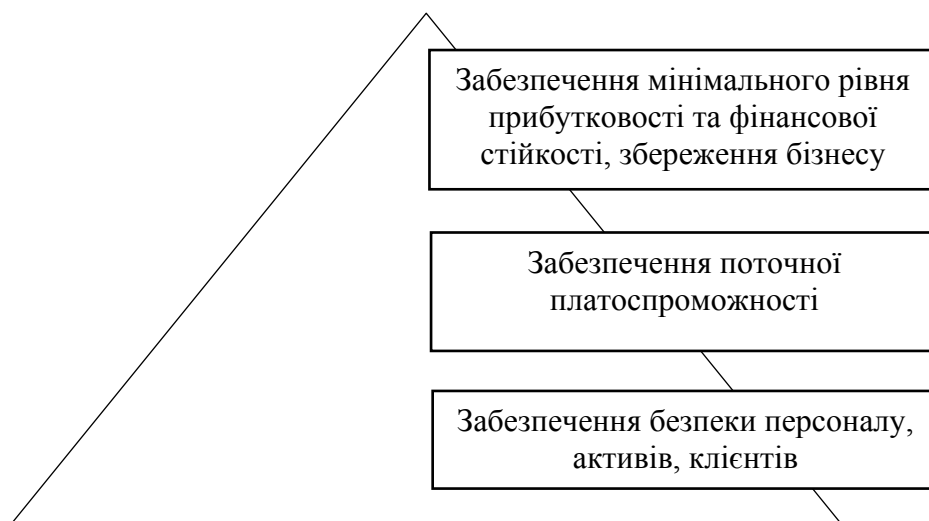 Забезпечення мінімального рівня
прибутковості та фінансової
стійкості, збереження бізнесу
Забезпечення поточної
платоспроможності
Забезпечення безпеки персоналу,
активів, клієнтів